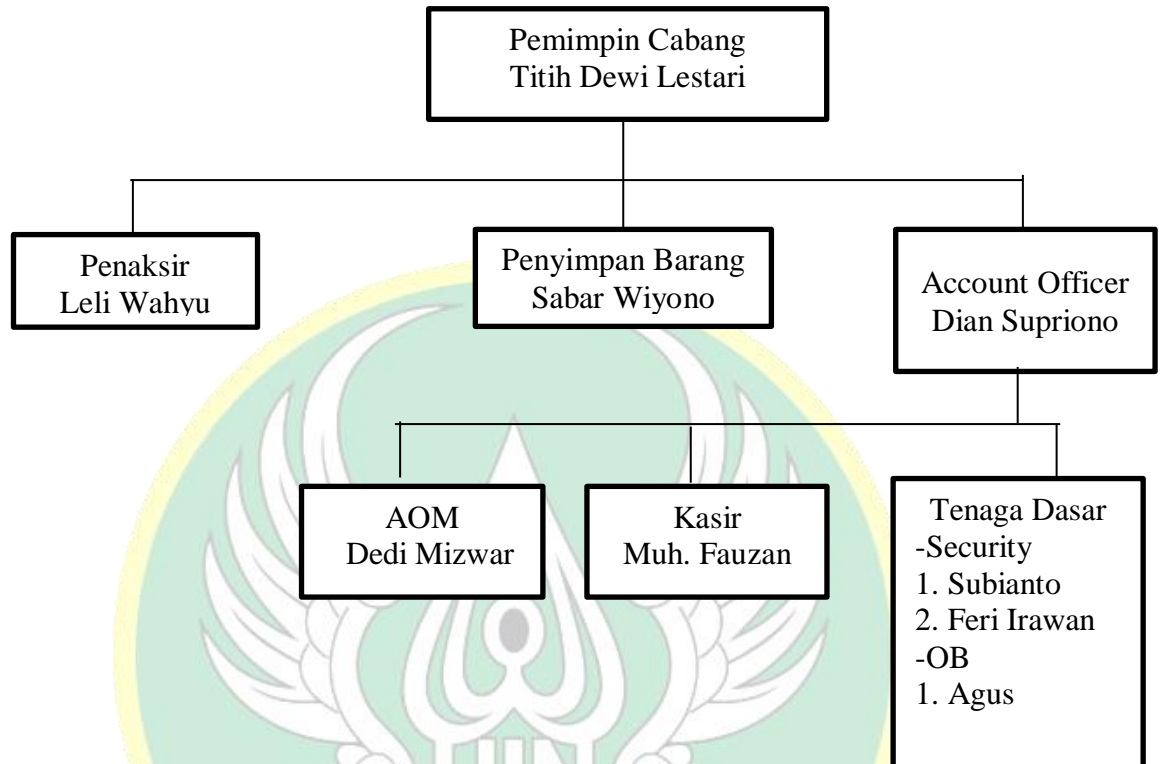 Pemimpin Cabang
Titih Dewi Lestari
Penaksir
Leli Wahyu
Penyimpan Barang
Sabar Wiyono
Account Officer
Dian Supriono
AOM
Dedi Mizwar
Kasir
Muh. Fauzan
Tenaga Dasar
-Security
1. Subianto
2. Feri Irawan
-OB
1. Agus